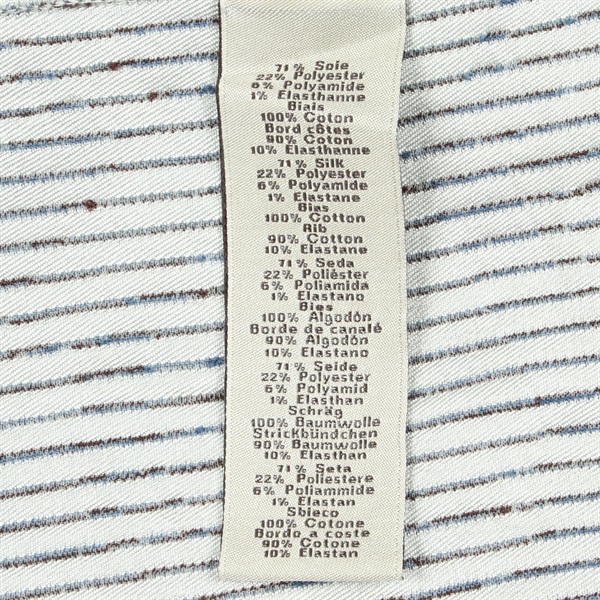 71% Soie
22% Polyester
6% Polyamide
1% Elasthanne
Biais
100% Coton
Bord côtes
90% Coton
10% Elasthanne
71% Silk
22% Polyester
6% Polyamide
1% Elastane
Bias
100% Cotton
Rib
90% Cotton
10% Elastane
71% Seda
22% Poliéster
6% Poliamida
1% Elastano
Bies
100% Algodón
Borde de canalé
90% Algodón
10% Elastano
71% Seide
22% Polyester
6% Polyamid
1% Elasthan
Schräg
100% Baumwolle
Strickbündchen
90% Baumwolle
10% Elasthan
71% Seta
22% Poliestere
6% Poliammide
1% Elastan
Sbieco
100% Cotone
Bordo a coste
90% Cotone
10% Elastan